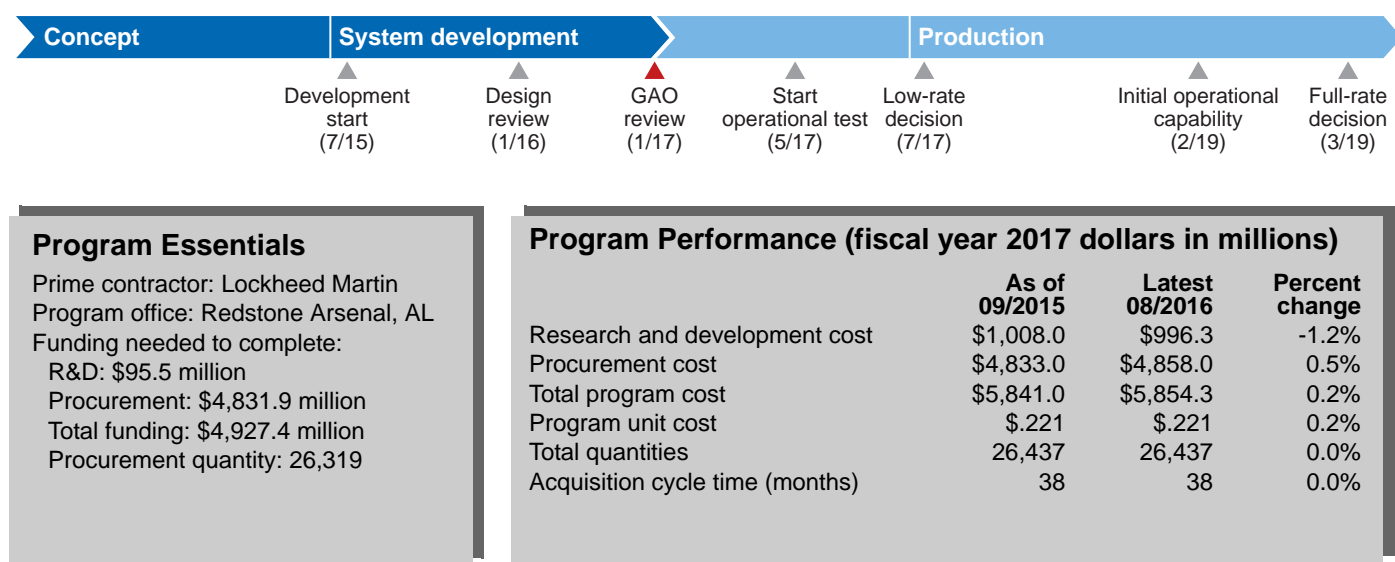 Concept
System development
Production
Development
start
(7/15)
Design
review
(1/16)
GAO
review
(1/17)
Start
operational test
(5/17)
Low-rate
decision
(7/17)
Initial operational
capability
(2/19)
Full-rate
decision
(3/19)
Program Essentials
Prime contractor: Lockheed Martin
Program office: Redstone Arsenal, AL
Funding needed to complete:
R&D: $95.5 million
Procurement: $4,831.9 million
Total funding: $4,927.4 million
Procurement quantity: 26,319
Program Performance (fiscal year 2017 dollars in millions)
As of Latest Percent
09/2015 08/2016 change
Research and development cost $1,008.0 $996.3 -1.2%
Procurement cost $4,833.0 $4,858.0 0.5%
Total program cost $5,841.0 $5,854.3 0.2%
Program unit cost $.221 $.221 0.2%
Total quantities 26,437 26,437 0.0%
Acquisition cycle time (months) 38 38 0.0%